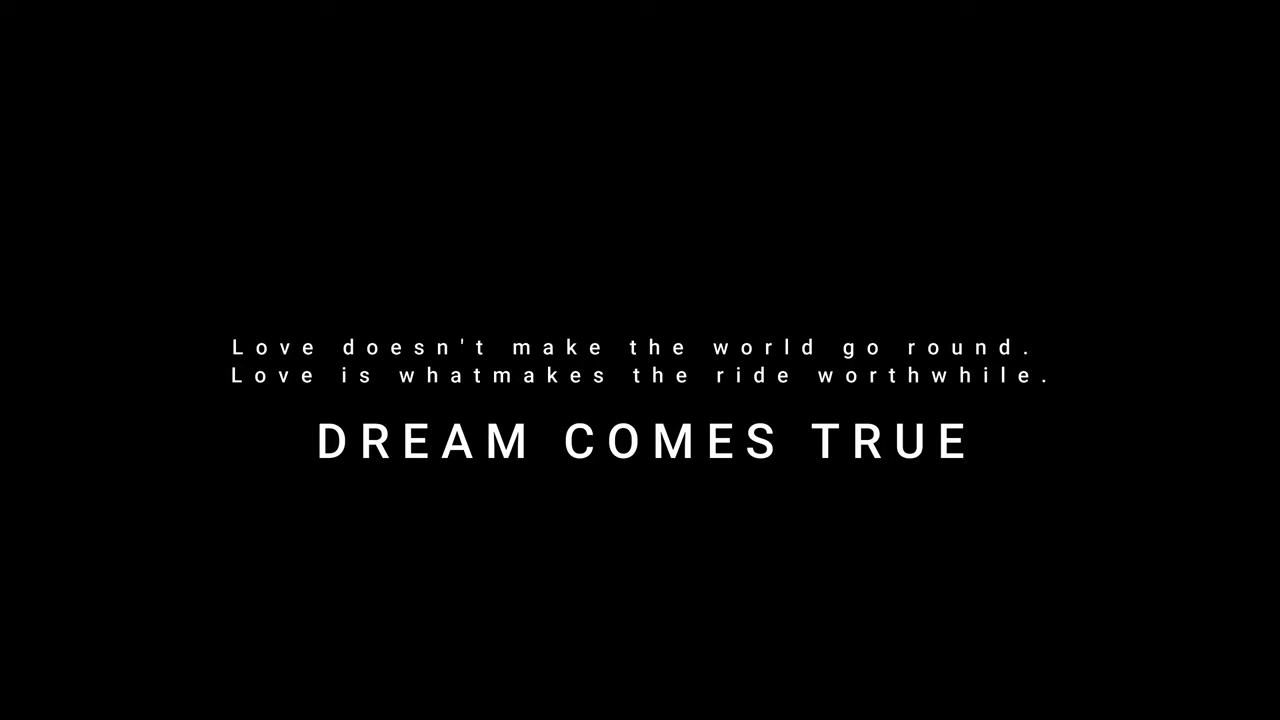 Love doesn't make the world go round.
Love is whatmakes the ride worthwhile.
DREAM COMES TRUE